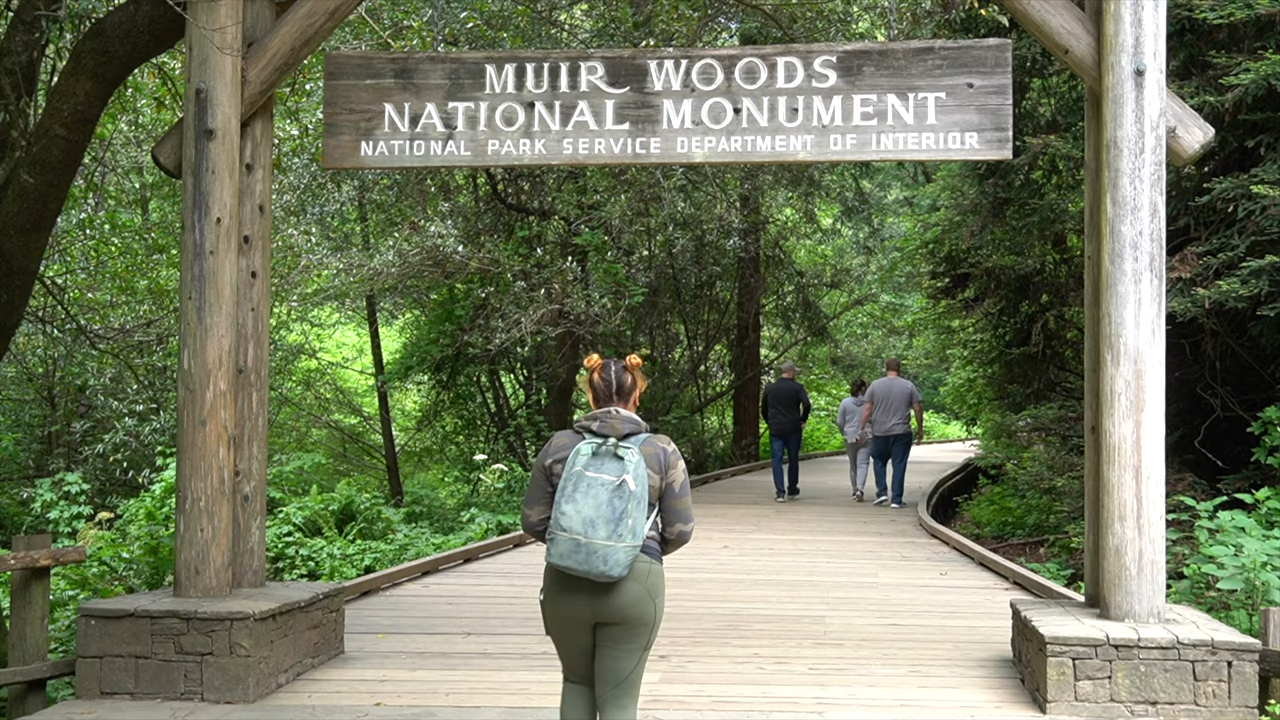 MUIR WOODS
NATIONAL MONUMENT
NATIONAL PARK SERVICE DEPARTMENT OF INTERIOR